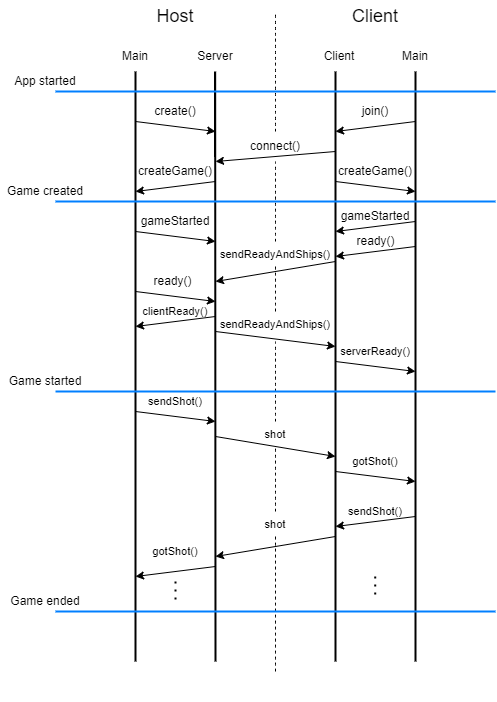 Host Client
Main Server Client Main
App started
create() join()
connect()
createGame() createGame()
Game created
gameStarted gameStarted
ready()
sendReadyAndShips()
ready()
clientReady()
sendReadyAndShips()
serverReady()
Game started
sendShot()
shot
gotShot()
sendShot()
shot
gotShot()
Game ended